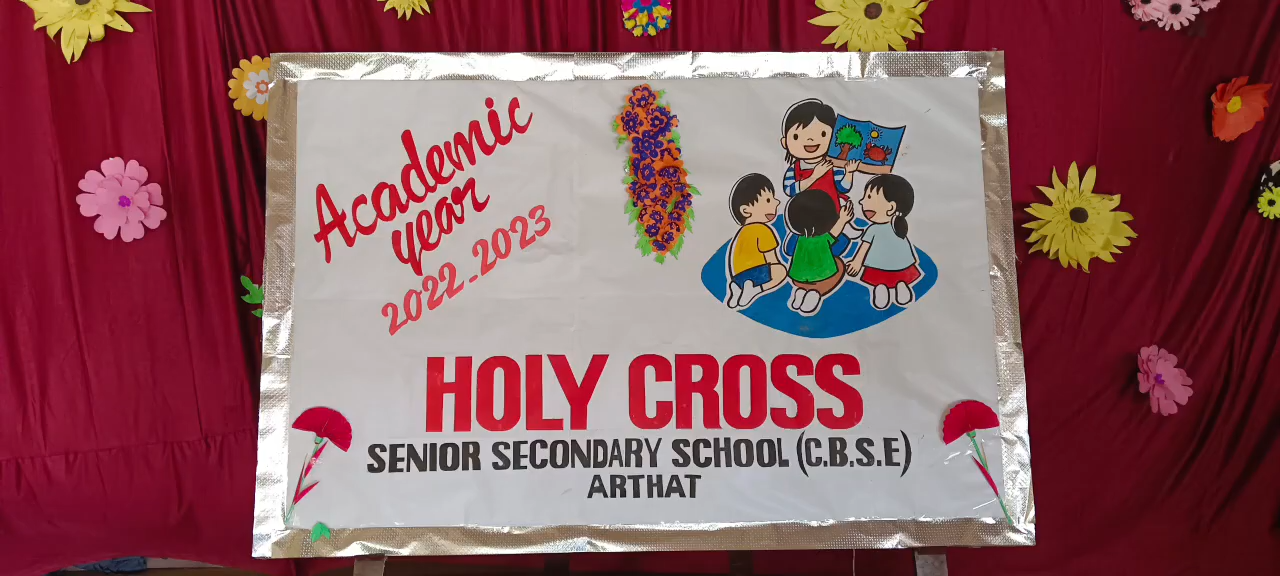 Academic
year
2022-2023
HOLY CROSS
SENIOR SECONDARY SCHOOL (C.B.S.E)
ARTHAT